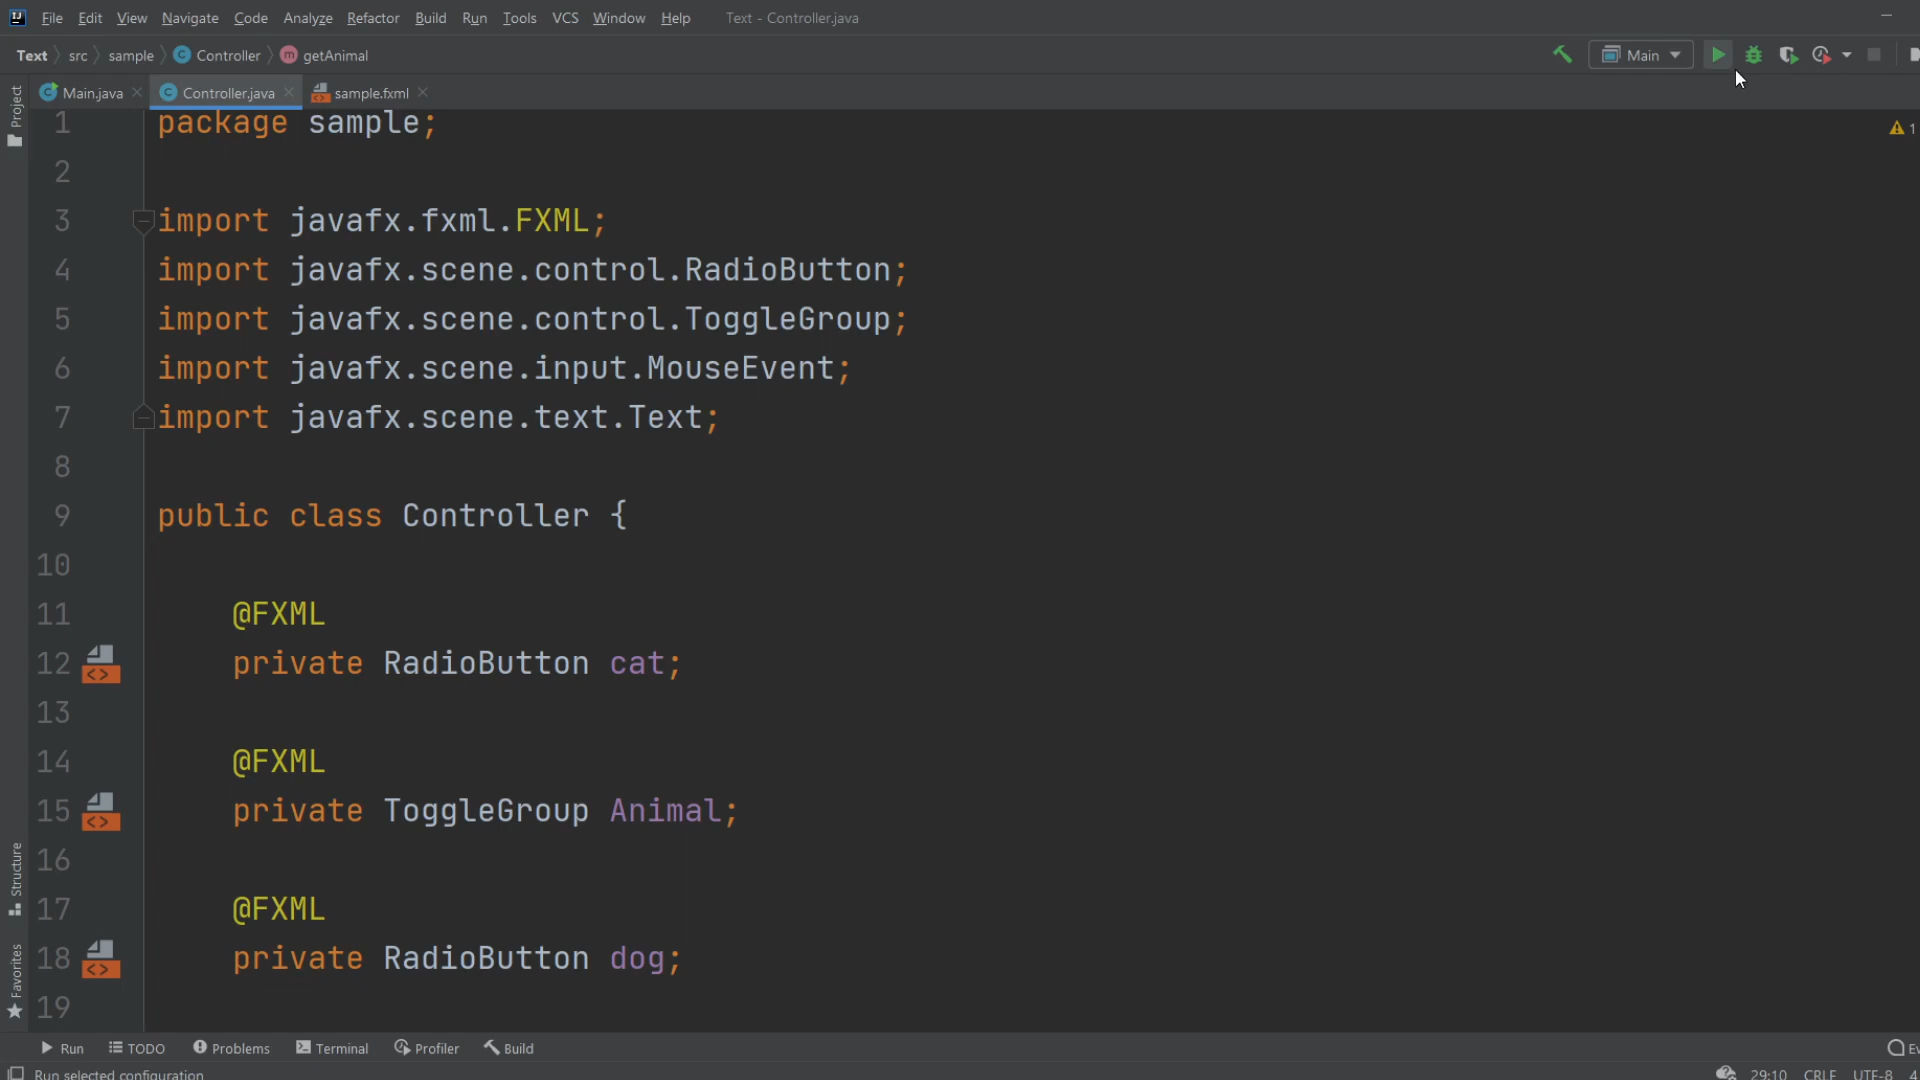 File Edit View Navigate Code Analyze Refactor Build Run Tools VCS Window Help Text - Controller.java
Text src sample Controller getAnimal Main
Main.java Controller.java sample.fxml
Project
1 package sample; 1
2
3 import javafx.fxml.FXML;
4 import javafx.scene.control.RadioButton;
5 import javafx.scene.control.ToggleGroup;
6 import javafx.scene.input.MouseEvent;
7 import javafx.scene.text.Text;
8
9 public class Controller {
10
11 @FXML
12 private RadioButton cat;
13
14 @FXML
15 private ToggleGroup Animal;
16
17 @FXML
18 private RadioButton dog;
19
Structure
Favorites
Run TODO Problems Terminal Profiler Build Ev
Run selected configuration 29:10 CRLF UTF-8 4